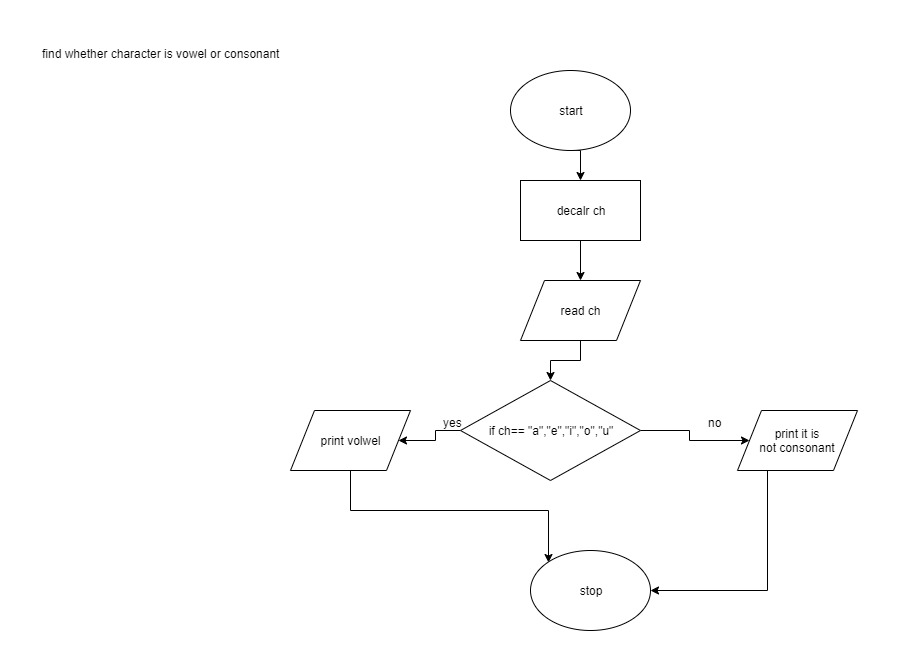 find whether character is vowel or consonant
start
decalr ch
read ch
yes
if ch== "a","e","i","o","u"
no
print volwel
print it is
not consonant
stop